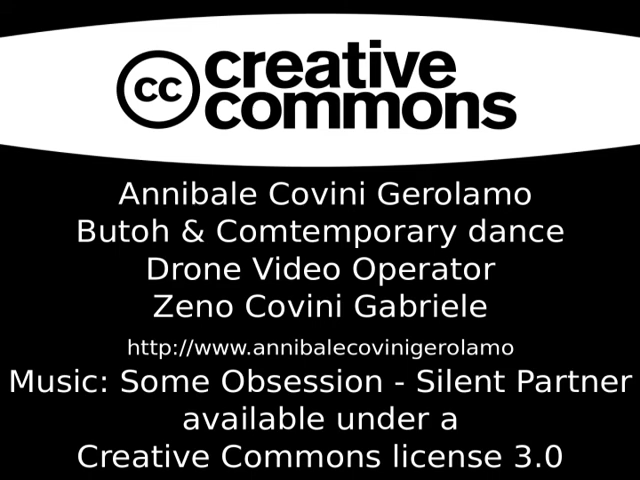 cc creative
commons
Annibale Covini Gerolamo
Butoh & Comtemporary dance
Drone Video Operator
Zeno Covini Gabriele
http://www.annibalecovinigerolamo
Music: Some Obsession - Silent Partner
available under a
Creative Commons license 3.0